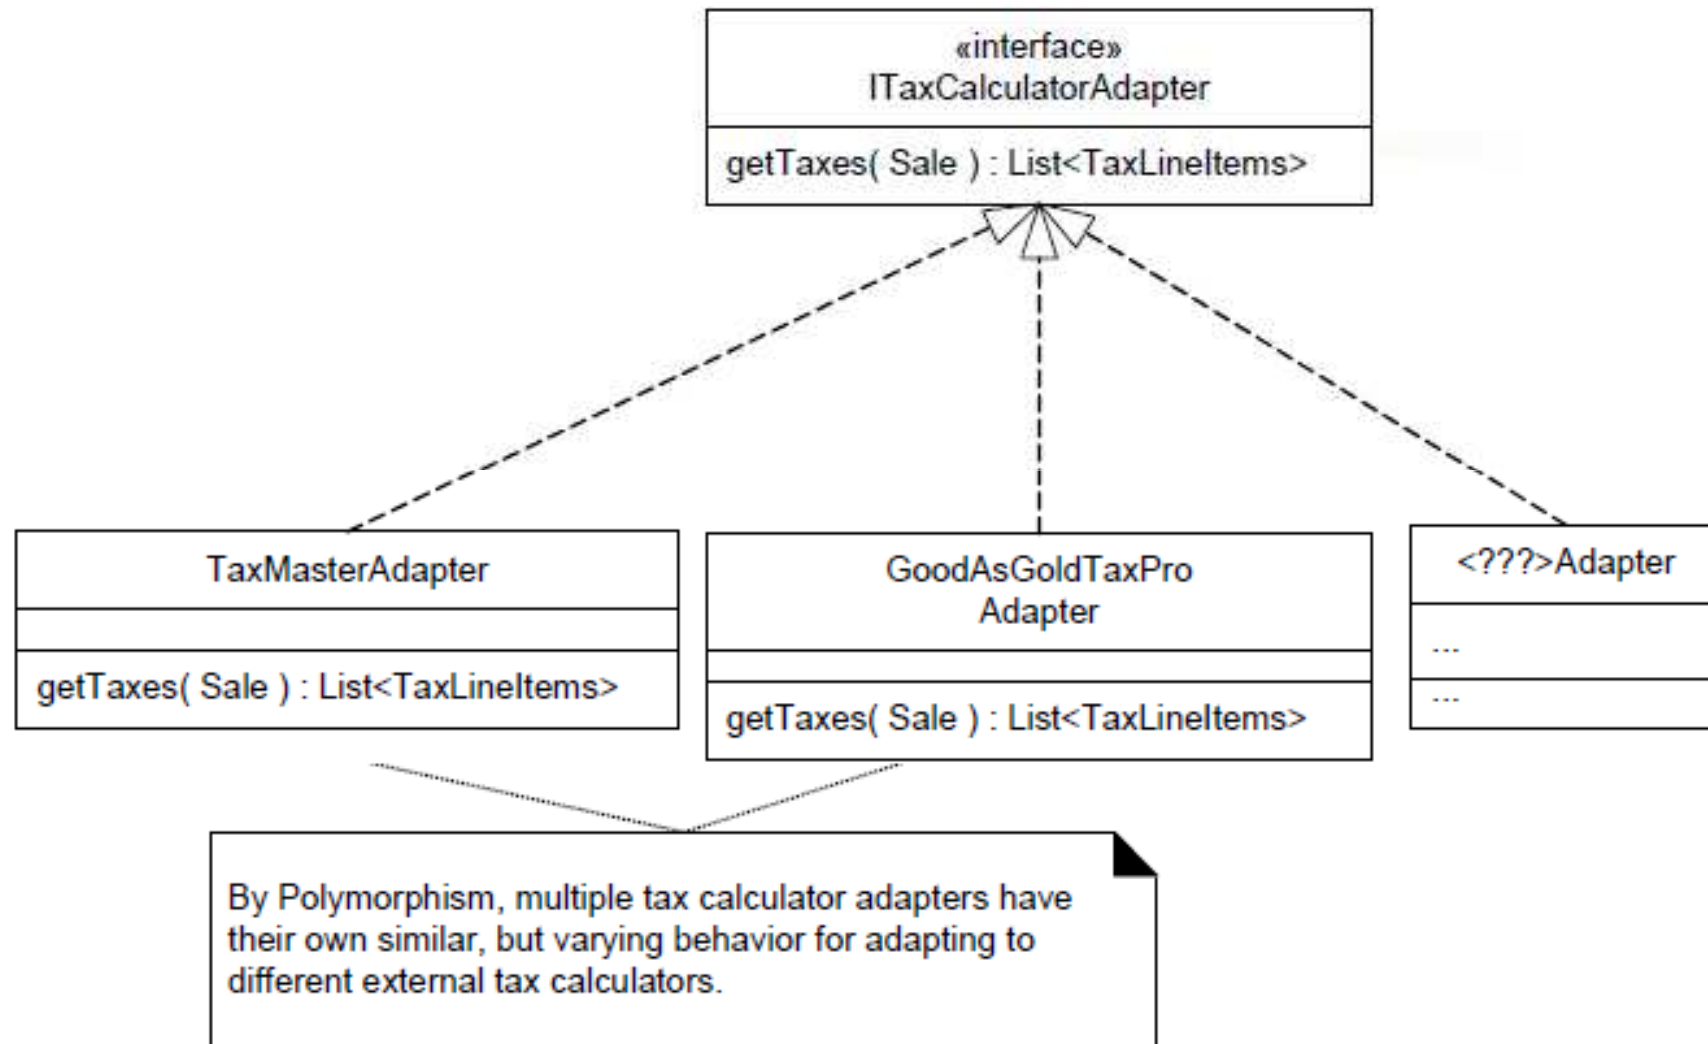 «interface»
ITaxCalculatorAdapter
getTaxes( Sale ) : List<TaxLineItems>
TaxMasterAdapter
getTaxes( Sale ) : List<TaxLineItems>
GoodAsGoldTaxPro
Adapter
getTaxes( Sale ) : List<TaxLineItems>
<???>Adapter
...
...
By Polymorphism, multiple tax calculator adapters have
their own similar, but varying behavior for adapting to
different external tax calculators.